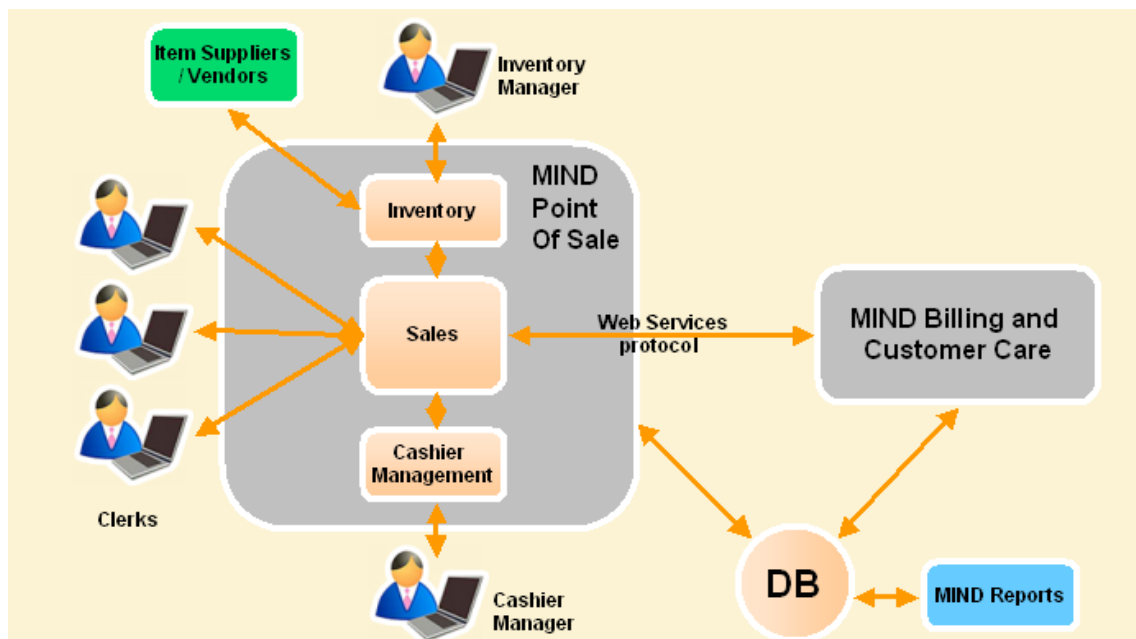 Item Suppliers
/ Vendors
Inventory
Manager
MIND
Point
Of Sale
Inventory
Sales
Web Services
protocol
MIND Billing and
Customer Care
Cashier
Management
Clerks
Cashier
Manager
DB
MIND Reports